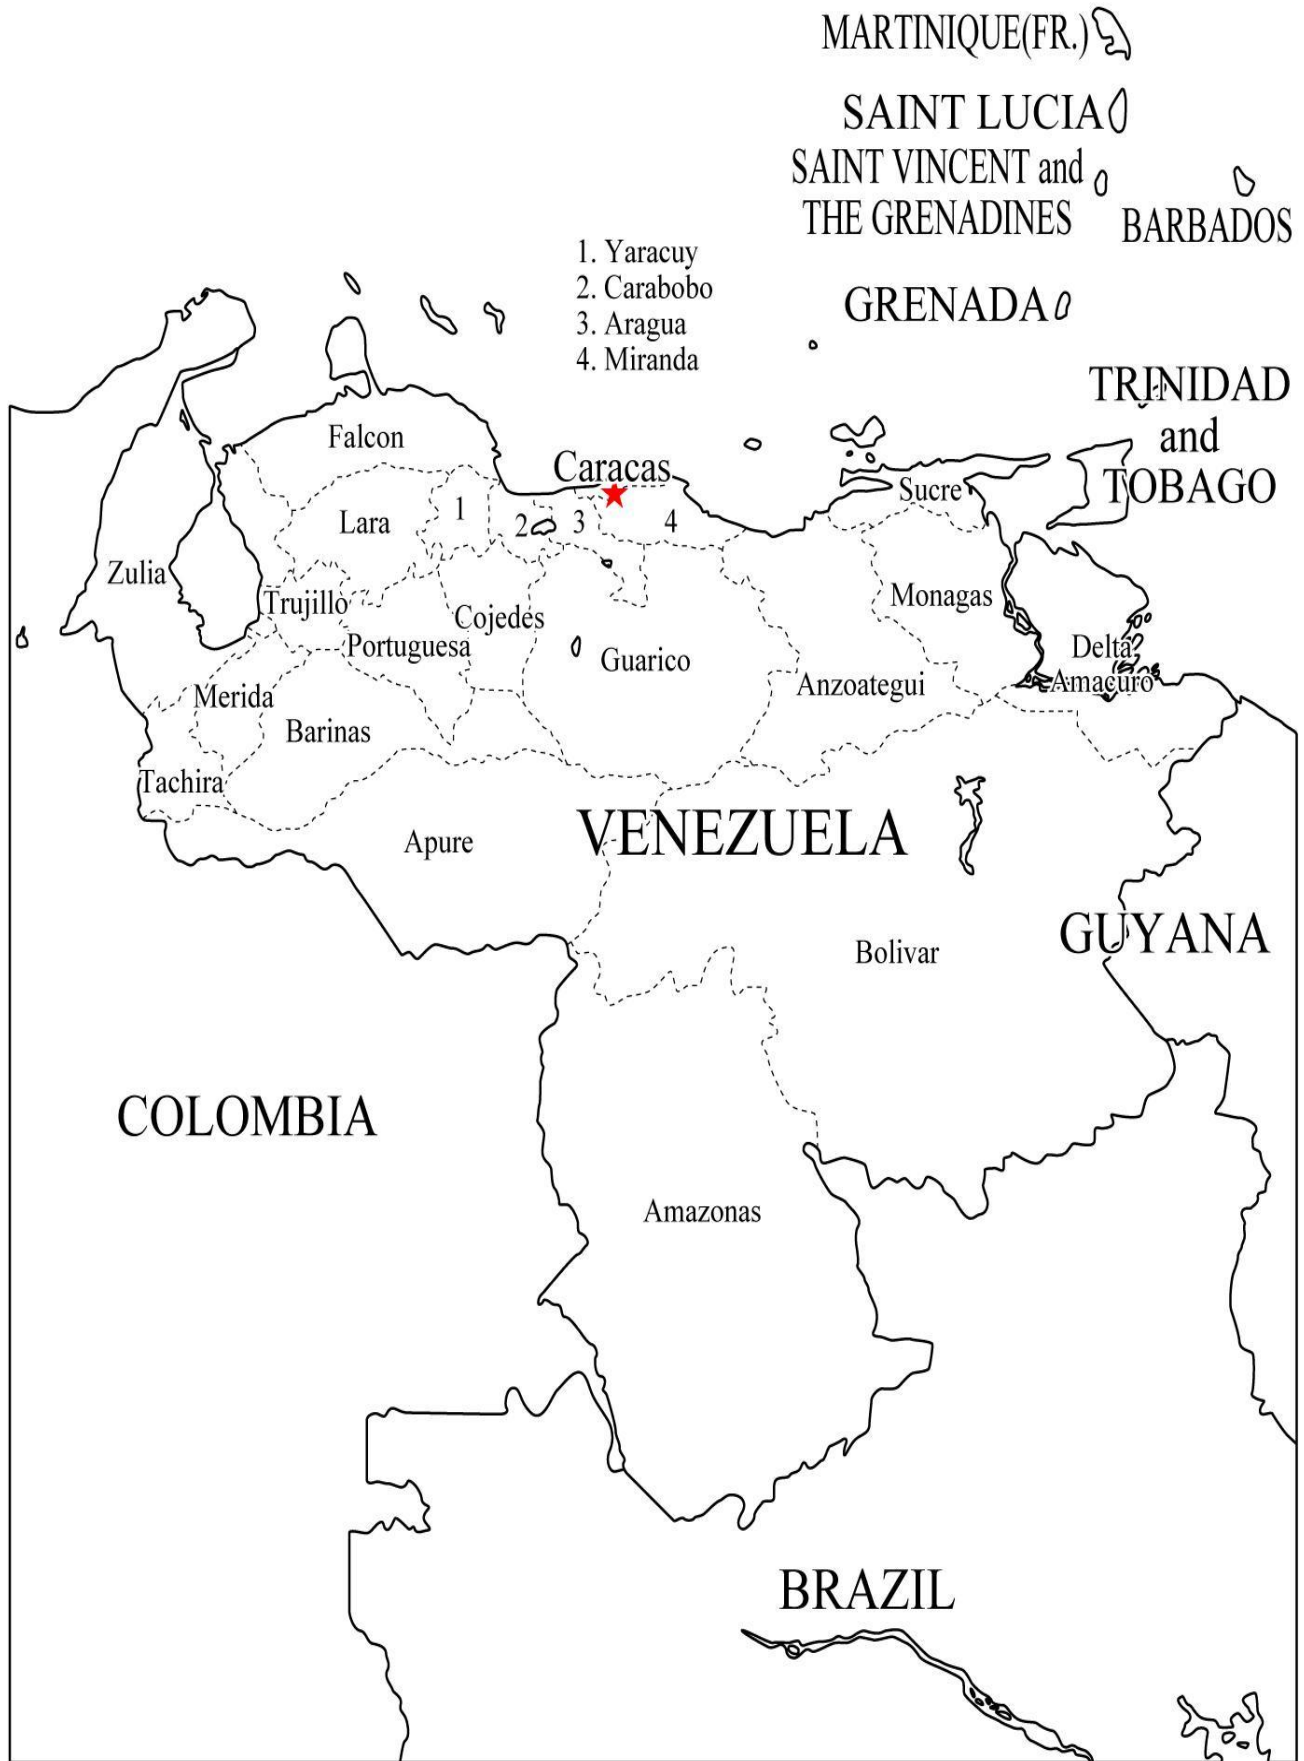 MARTINIQUE(FR.)
SAINT LUCIA
SAINT VINCENT and
THE GRENADINES
BARBADOS
1. Yaracuy
2. Carabobo
3. Aragua
4. Miranda
GRENADA
TRINIDAD
and
TOBAGO
Falcon
Caracas
Sucre
Lara
1
2
3
4
Zulia
Trujillo
Cojedes
Monagas
Portuguesa
Guarico
Delta
Amacuro
Anzoategui
Merida
Barinas
Tachira
Apure
VENEZUELA
GUYANA
Bolivar
COLOMBIA
Amazonas
BRAZIL